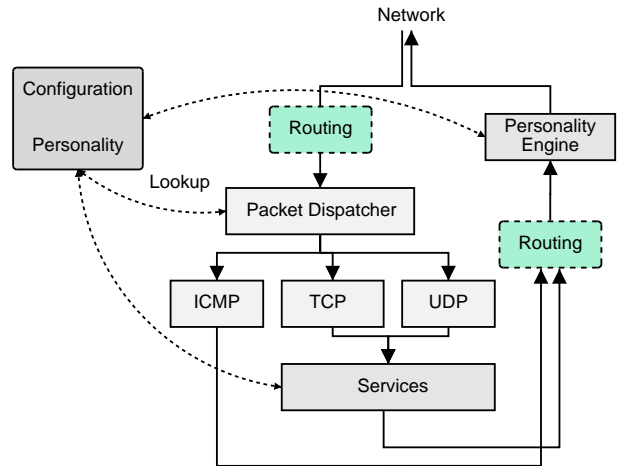 Network
Configuration
Personality
Routing
Personality
Engine
Lookup
Packet Dispatcher
Routing
ICMP
TCP
UDP
Services